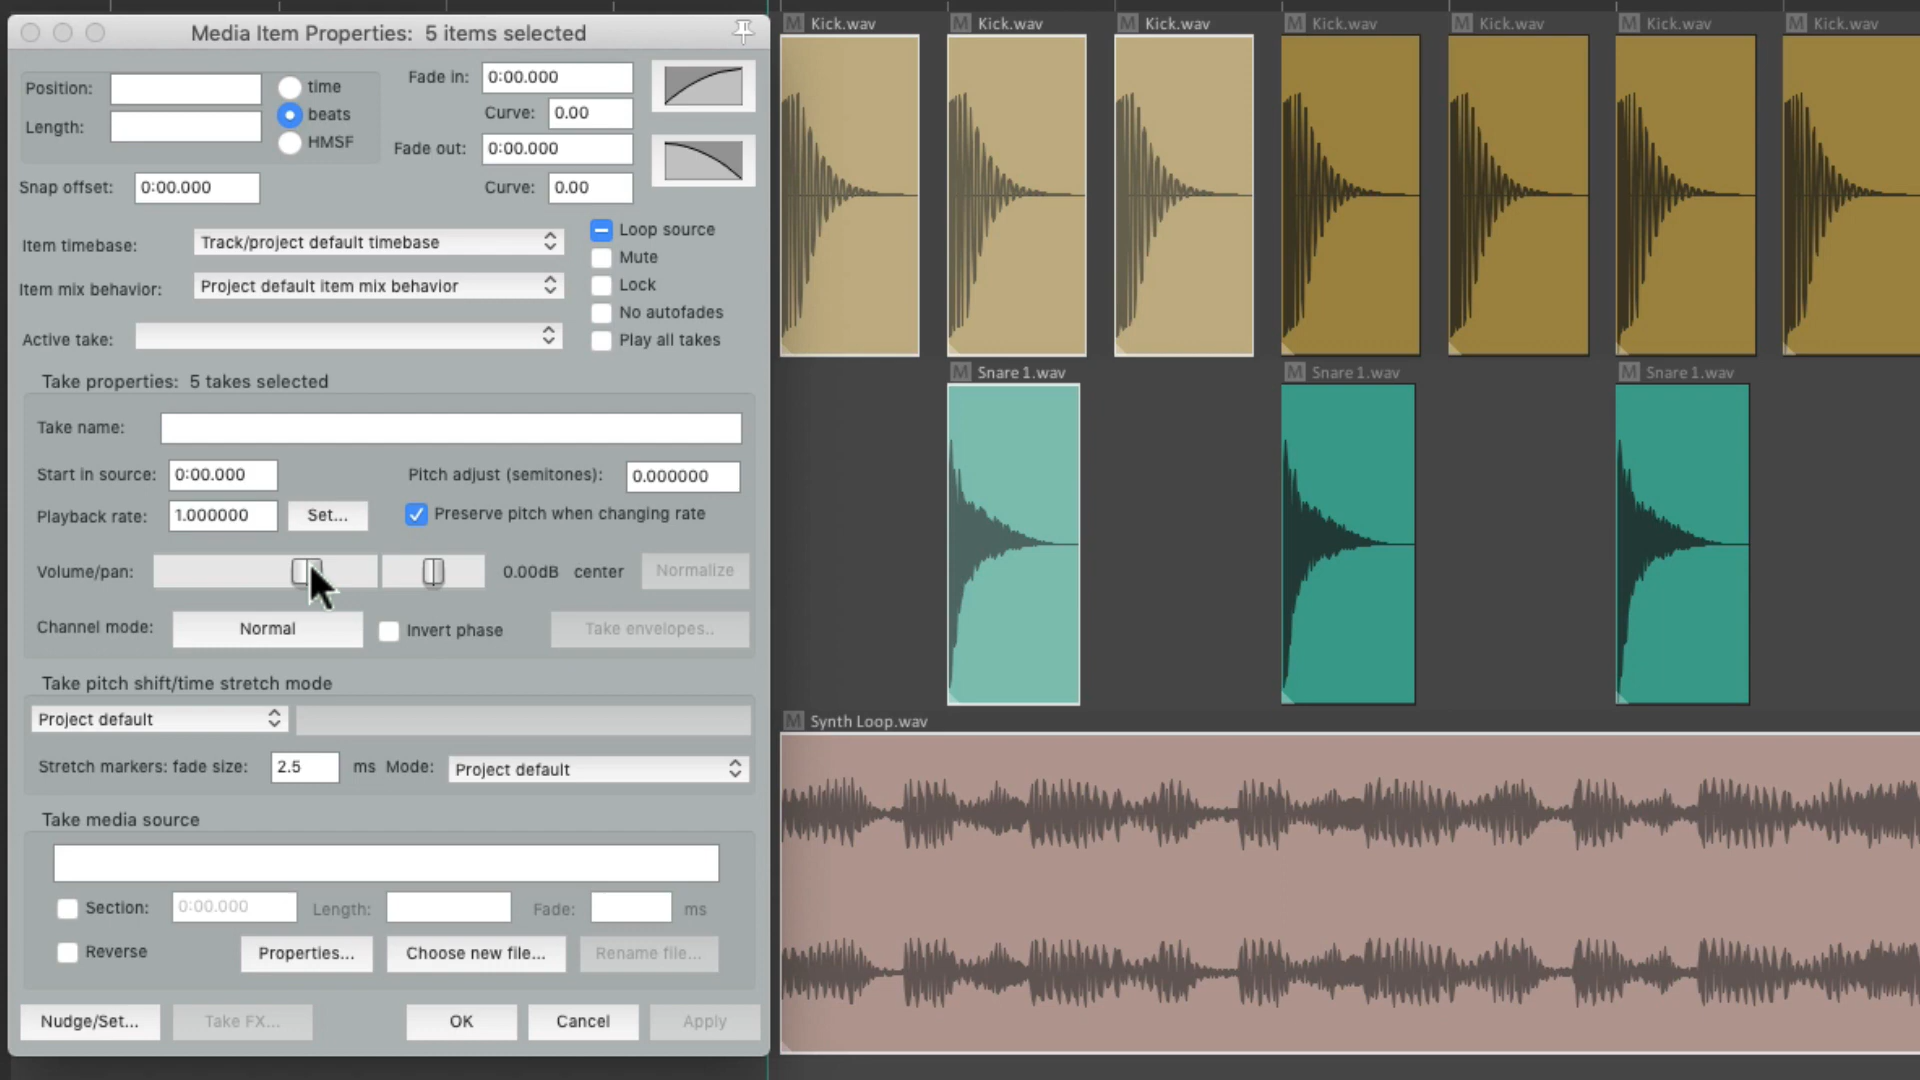 Media Item Properties: 5 items selected
Position:
time
beats
HMSF
Length:
Fade in: 0:00.000
Curve: 0.00
Fade out: 0:00.000
Curve: 0.00
Snap offset: 0:00.000
Item timebase: Track/project default timebase
Item mix behavior: Project default item mix behavior
Active take:
Loop source
Mute
Lock
No autofades
Play all takes
Take properties: 5 takes selected
Take name:
Start in source: 0:00.000
Pitch adjust (semitones): 0.000000
Playback rate: 1.000000 Set...
Preserve pitch when changing rate
Volume/pan: 0.00dB center Normalize
Channel mode: Normal Invert phase Take envelopes..
Take pitch shift/time stretch mode
Project default
Stretch markers: fade size: 2.5 ms Mode: Project default
Take media source
Section: 0:00.000 Length: Fade: ms
Reverse Properties... Choose new file... Rename file...
Nudge/Set... Take FX... OK Cancel Apply
M Kick.wav M Kick.wav M Kick.wav M Kick.wav M Kick.wav M Kick.wav M Kick.wav
M Snare 1.wav M Snare 1.wav M Snare 1.wav
M Synth Loop.wav